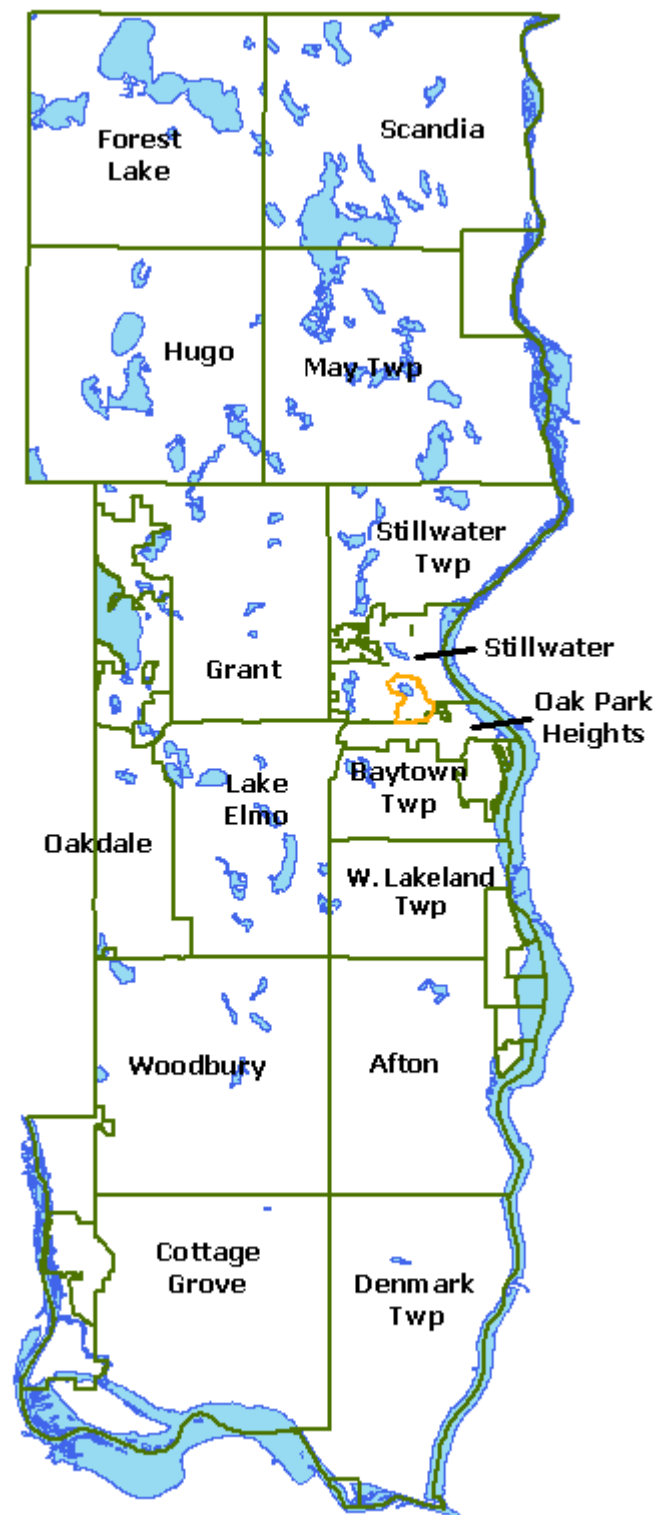 Forest
Lake
Scandia
Hugo
May Twp
Stillwater
Twp
Stillwater
Grant
Oak Park
Heights
Lake
Elmo
Baytown
Twp
Oakdale
W. Lakeland
Twp
Woodbury
Afton
Cottage
Grove
Denmark
Twp